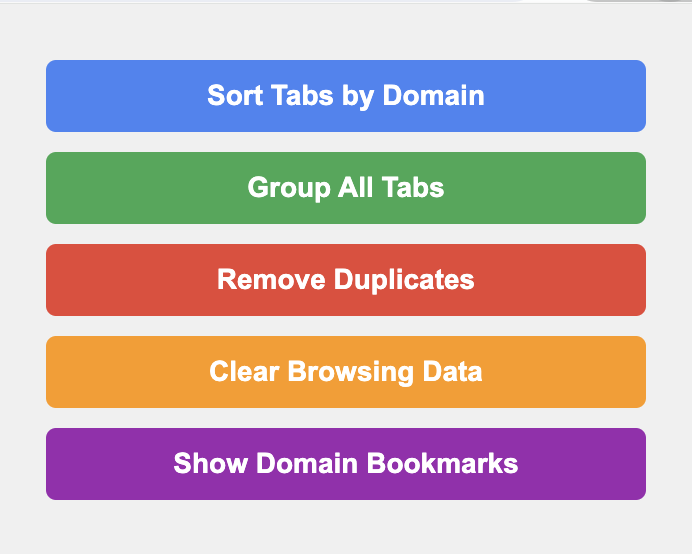 Sort Tabs by Domain
Group All Tabs
Remove Duplicates
Clear Browsing Data
Show Domain Bookmarks